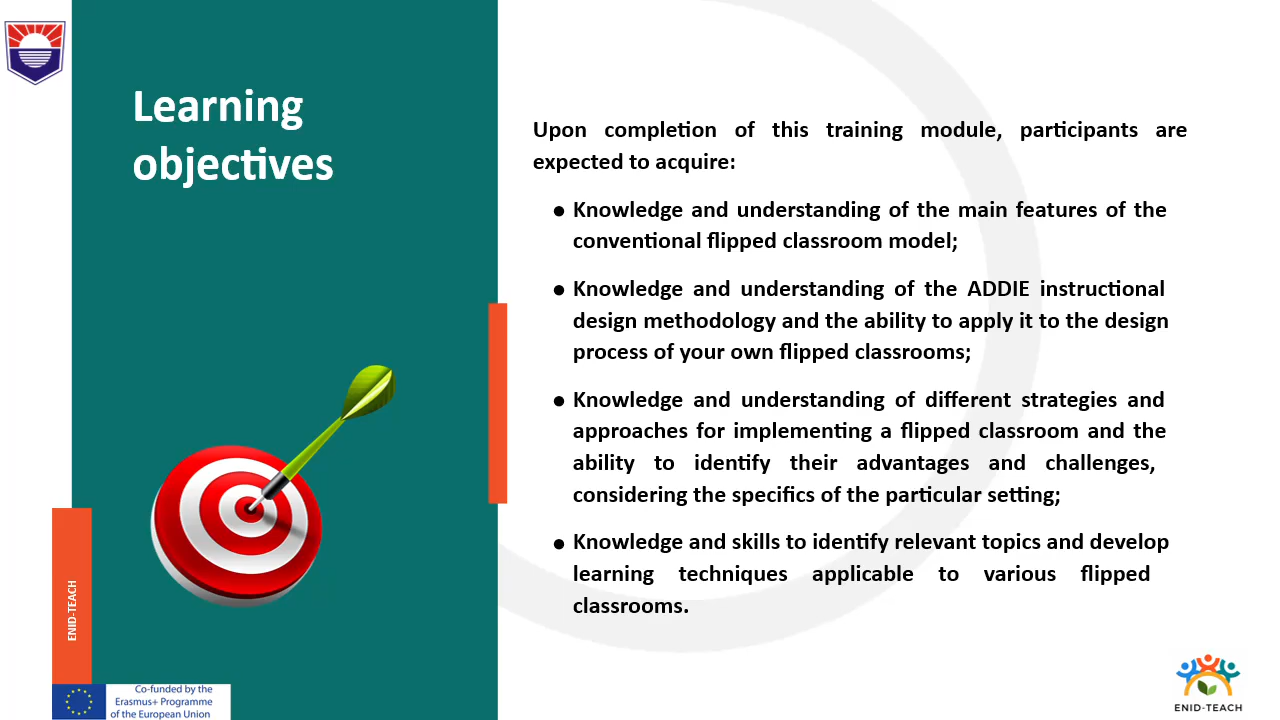 Learning
objectives
Upon completion of this training module, participants are
expected to acquire:
● Knowledge and understanding of the main features of the
conventional flipped classroom model;
● Knowledge and understanding of the ADDIE instructional
design methodology and the ability to apply it to the design
process of your own flipped classrooms;
● Knowledge and understanding of different strategies and
approaches for implementing a flipped classroom and the
ability to identify their advantages and challenges,
considering the specifics of the particular setting;
● Knowledge and skills to identify relevant topics and develop
learning techniques applicable to various flipped
classrooms.
ENID-TEACH
Co-funded by the
Erasmus+ Programme
of the European Union
ENID-TEACH